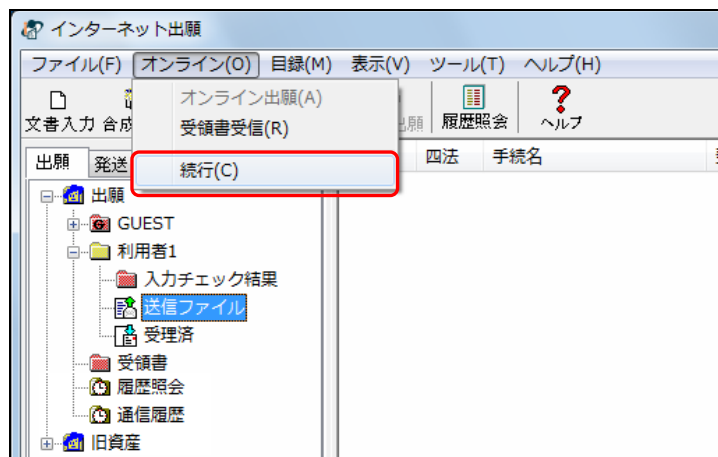 インターネット出願
ファイル(F) オンライン(O) 目録(M) 表示(V) ツール(T) ヘルプ(H)
文書入力 合成 願 履歴照会 ヘルプ
オンライン出願(A)
受領書受信(R)
続行(C)
出願 発送 四法 手続名
出願
GUEST
利用者1
入力チェック結果
送信ファイル
受理済
受領書
履歴照会
通信履歴
旧資産